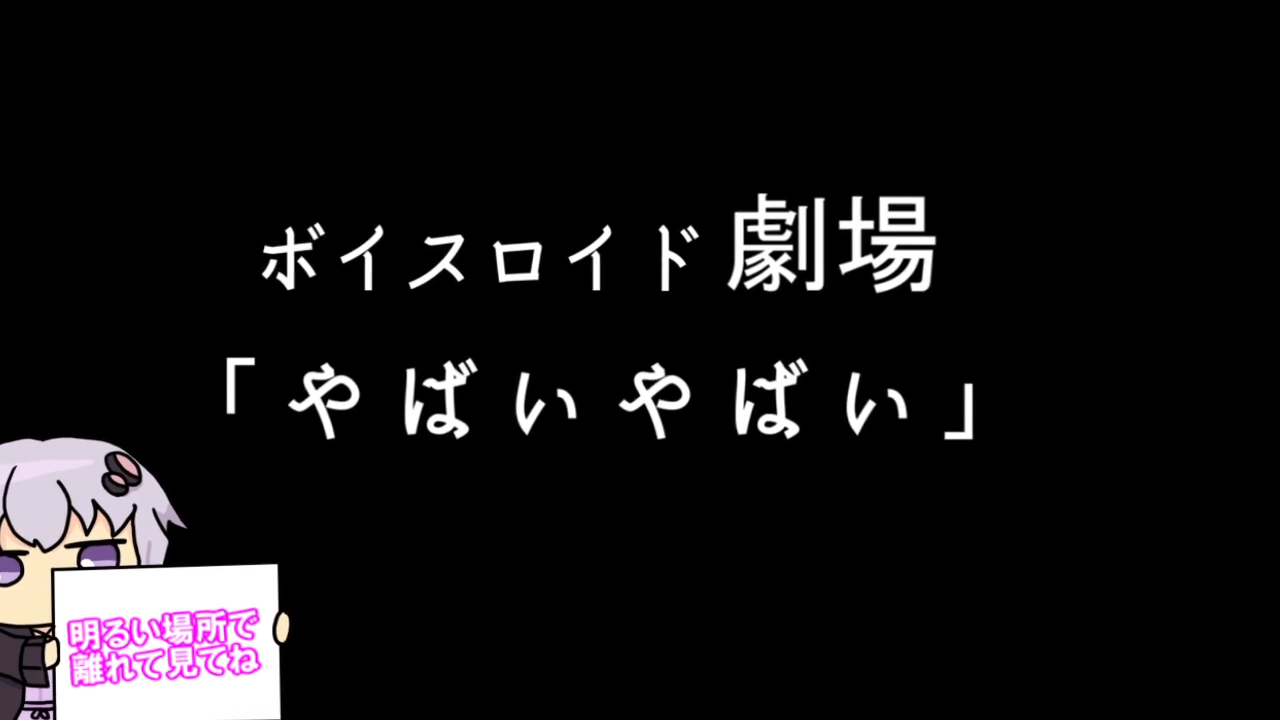 ボイスロイド劇場
「やばいやばい」
明るい場所で
離れて見てね